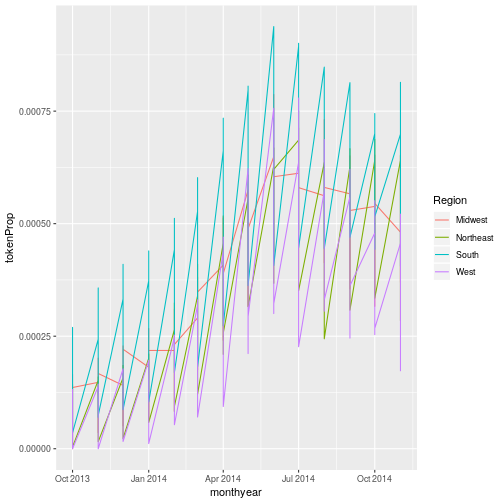 0.00075
0.00050
0.00025
0.00000
tokenProp
Oct 2013
Jan 2014
Apr 2014
Jul 2014
Oct 2014
monthyear
Region
Midwest
Northeast
South
West